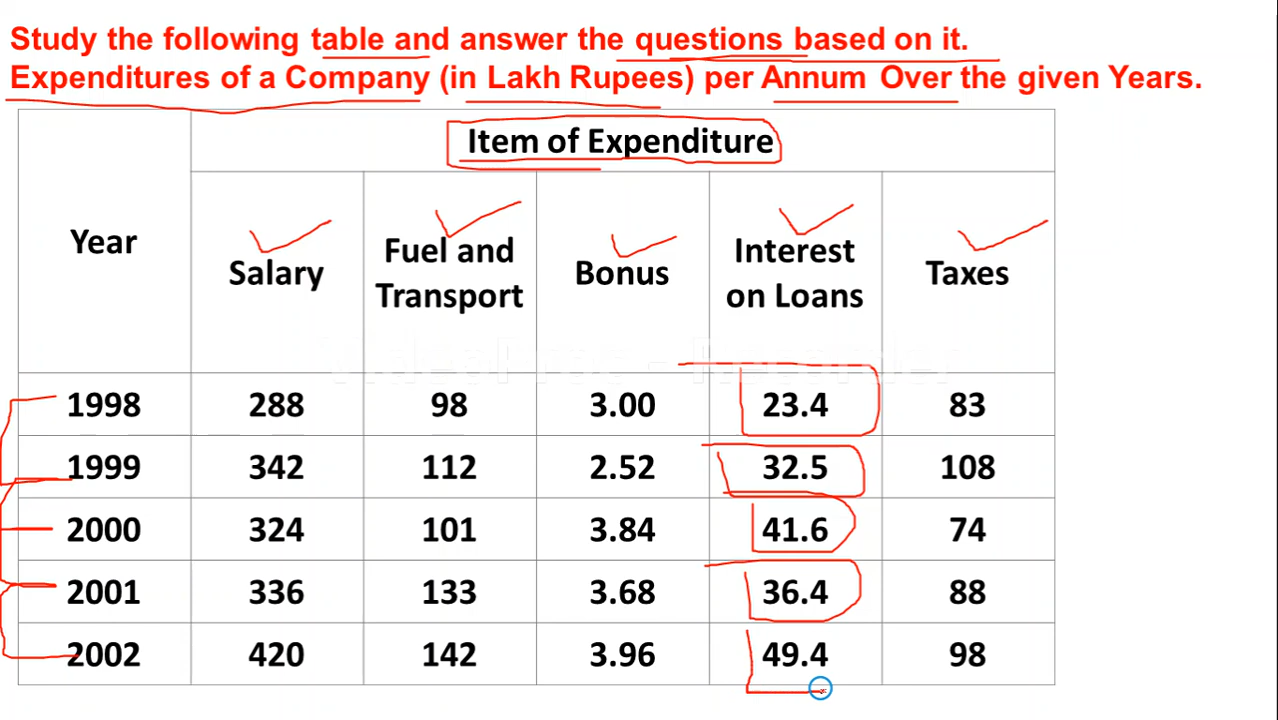 Study the following table and answer the questions based on it.
Expenditures of a Company (in Lakh Rupees) per Annum Over the given Years.
Item of Expenditure
Year
Salary
Fuel and
Transport
Bonus
Interest
on Loans
Taxes
1998 288 98 3.00 23.4 83
1999 342 112 2.52 32.5 108
2000 324 101 3.84 41.6 74
2001 336 133 3.68 36.4 88
2002 420 142 3.96 49.4 98